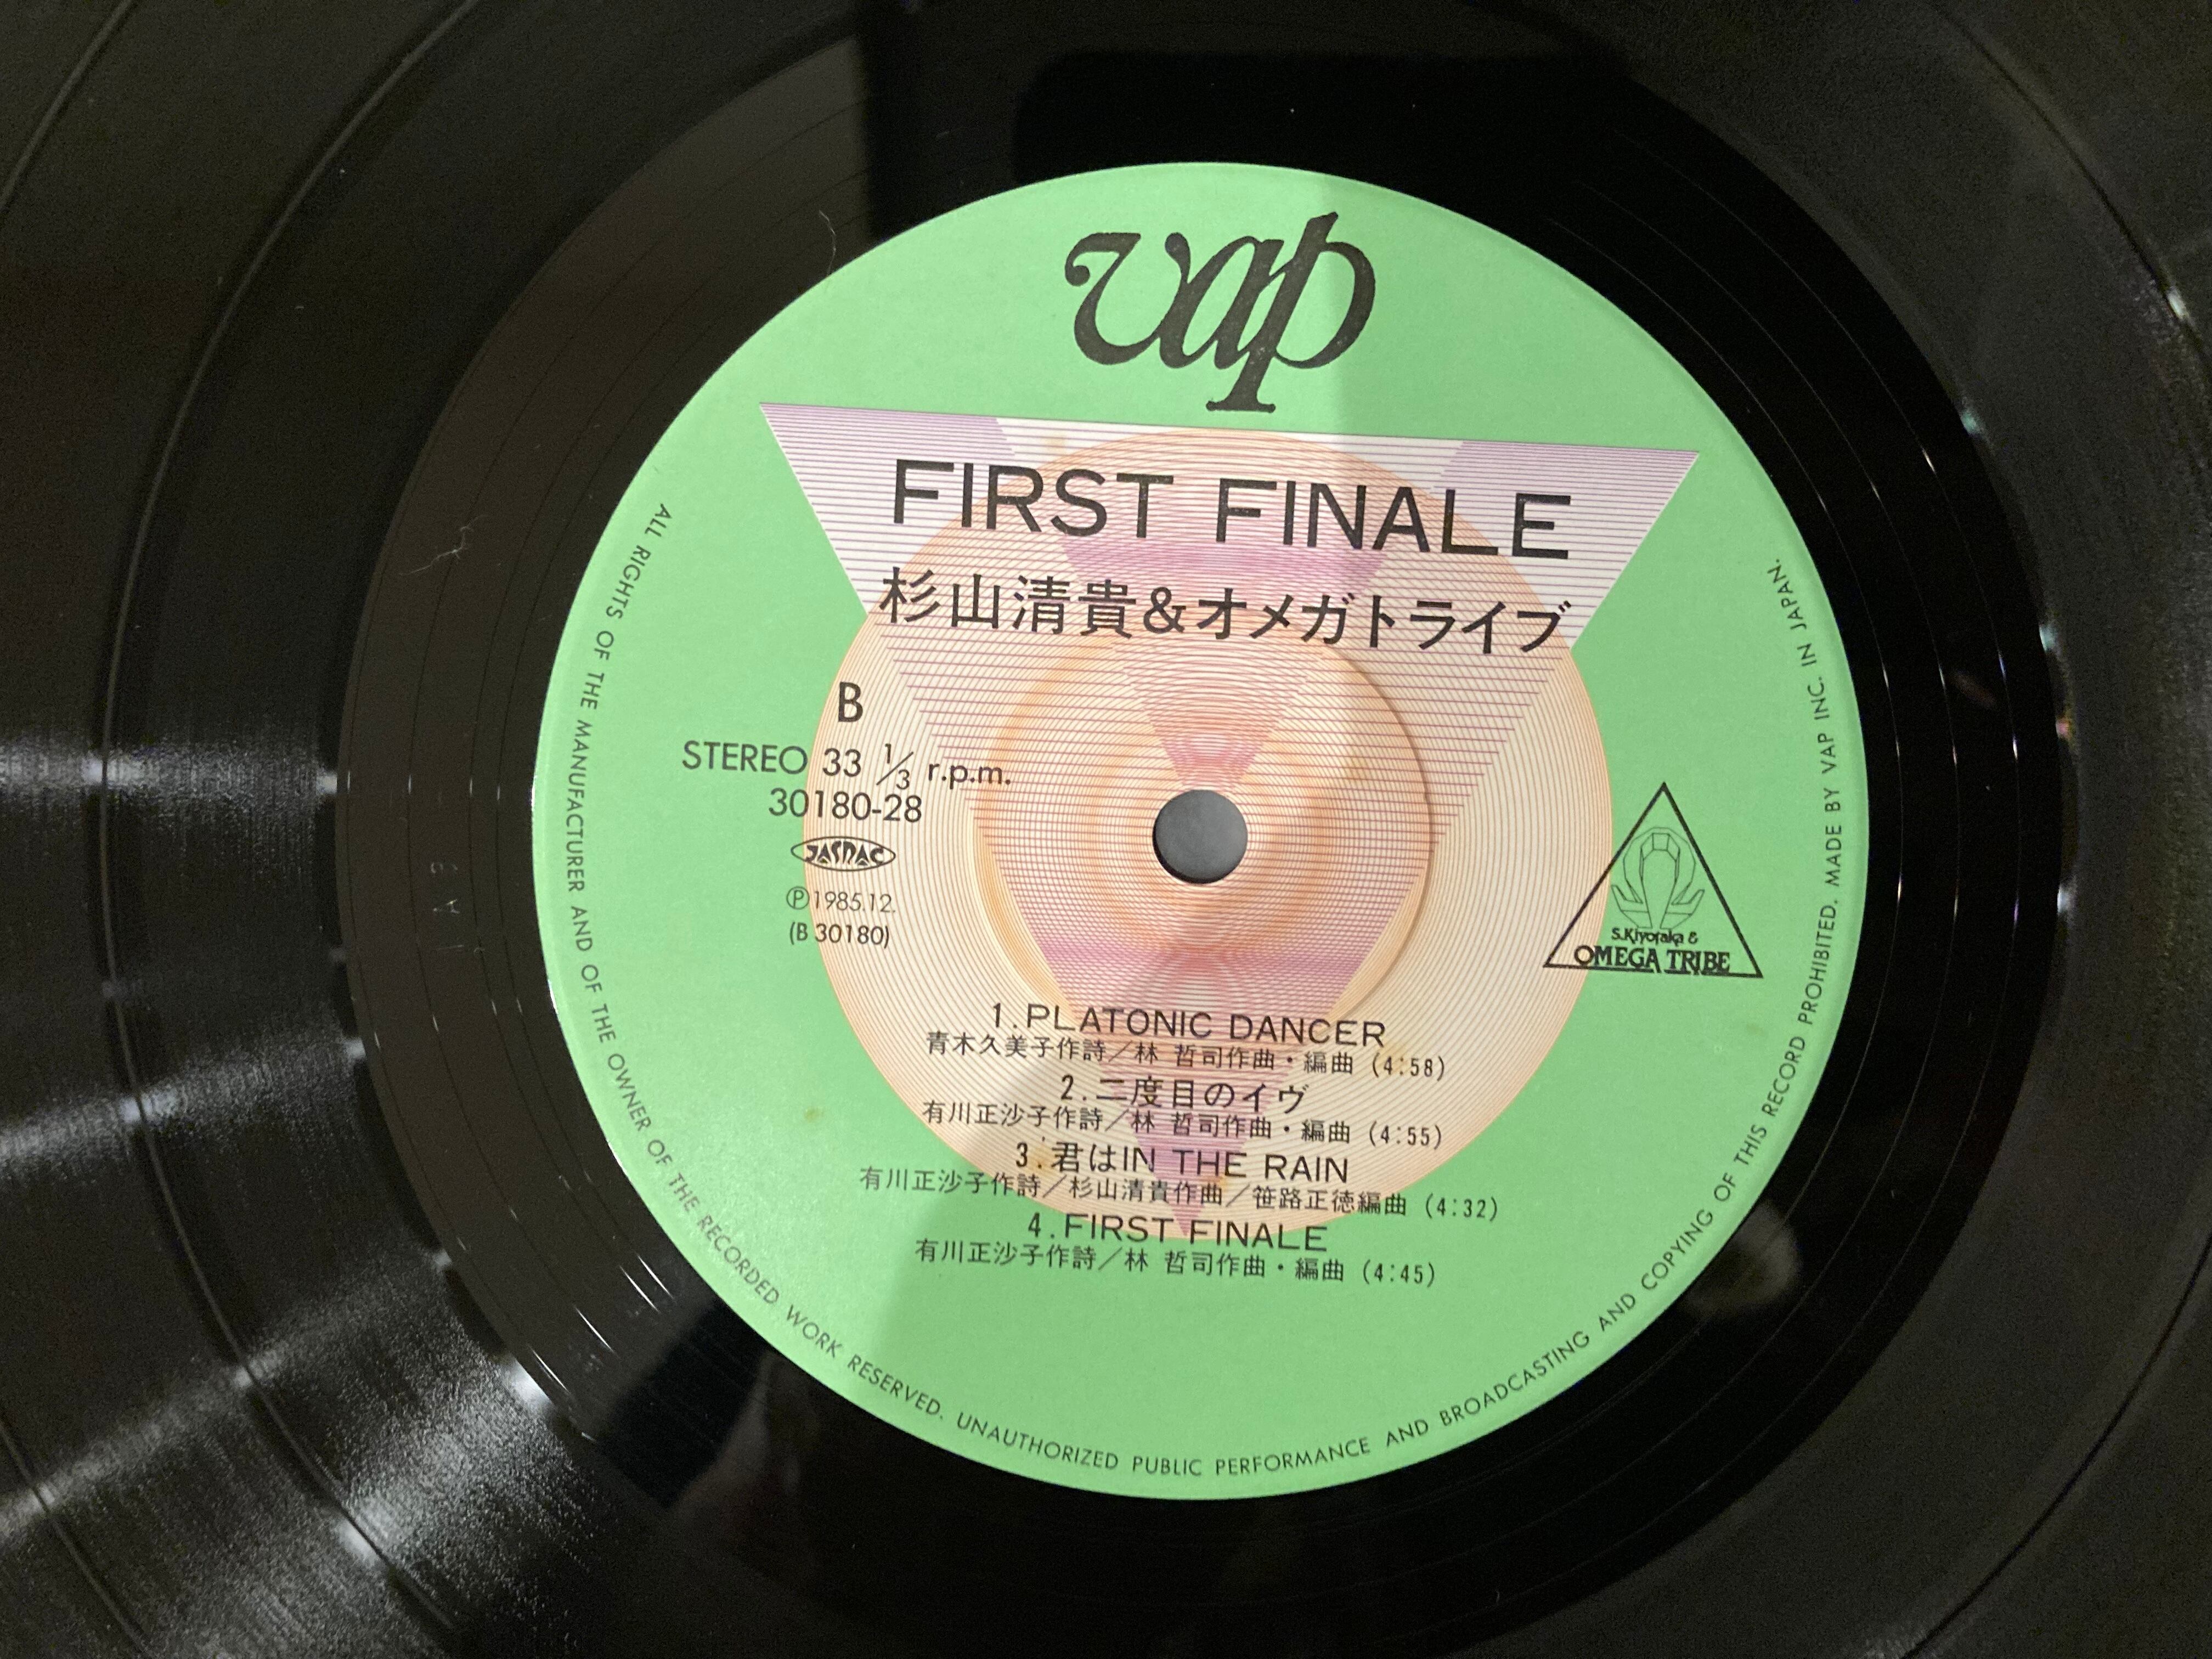 vap
FIRST FINALE
杉山清貴&オメガトライブ
B
STEREO 33 1/3 r.p.m.
30180-28
JASRAC
Ⓟ1985.12.
(B 30180)
S.Kiyotaka &
OMEGA TRIBE
1.PLATONIC DANCER
青木久美子作詩/林 哲司作曲・編曲 (4:58)
2.二度目のイヴ
有川正沙子作詩/林 哲司作曲・編曲 (4:55)
3.君はIN THE RAIN
有川正沙子作詩/杉山清貴作曲/笹路正徳編曲 (4:32)
4.FIRST FINALE
有川正沙子作詩/林 哲司作曲・編曲 (4:45)
ALL RIGHTS OF THE MANUFACTURER AND OF THE OWNER OF THE RECORDED WORK RESERVED. UNAUTHORIZED PUBLIC PERFORMANCE AND BROADCASTING AND COPYING OF THIS RECORD PROHIBITED. MADE BY VAP INC. IN JAPAN.